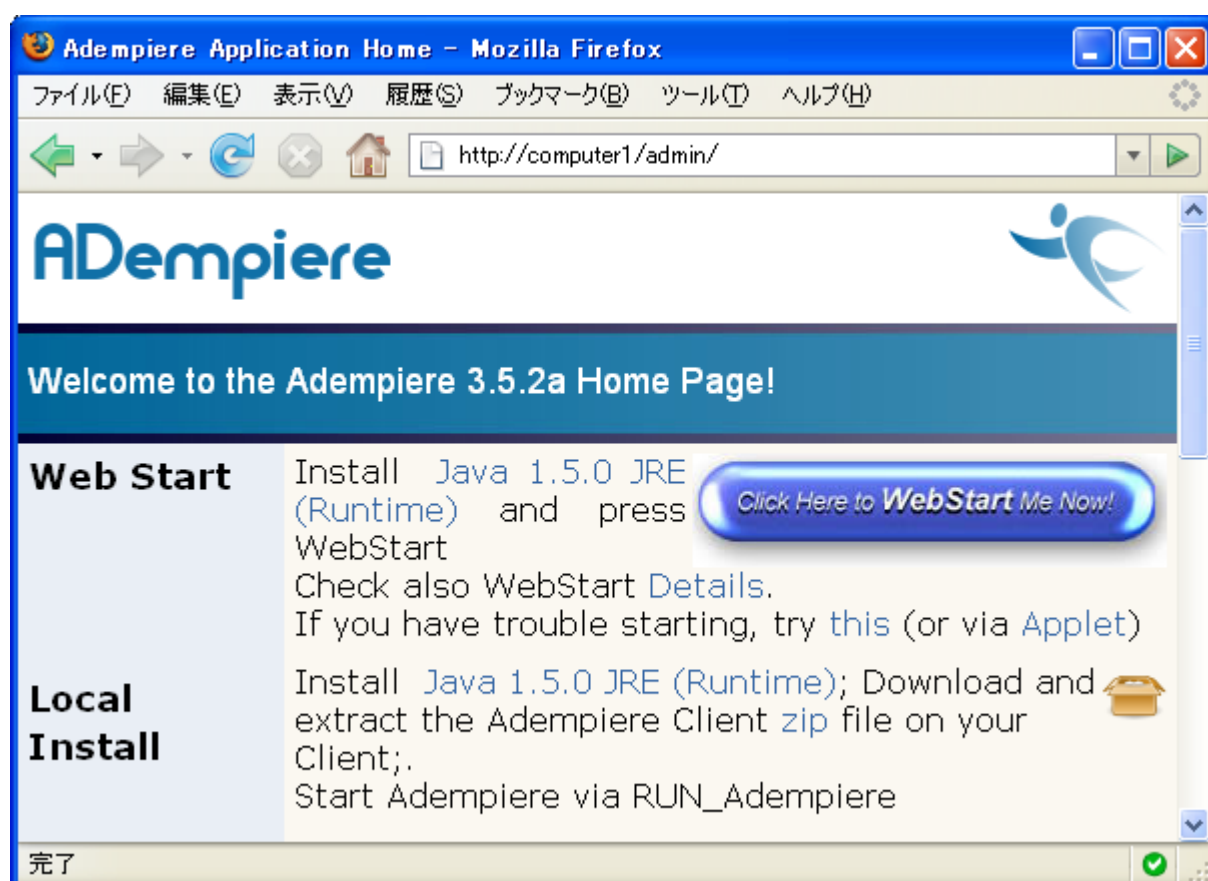 Adempiere Application Home - Mozilla Firefox
ファイル(F) 編集(E) 表示(V) 履歴(S) ブックマーク(B) ツール(T) ヘルプ(H)
http://computer1/admin/
ADempiere
Welcome to the Adempiere 3.5.2a Home Page!
Web Start
Install Java 1.5.0 JRE
(Runtime) and press
WebStart
Click Here to WebStart Me Now!
Check also WebStart Details.
If you have trouble starting, try this (or via Applet)
Local
Install
Install Java 1.5.0 JRE (Runtime); Download and
extract the Adempiere Client zip file on your
Client;.
Start Adempiere via RUN_Adempiere
完了